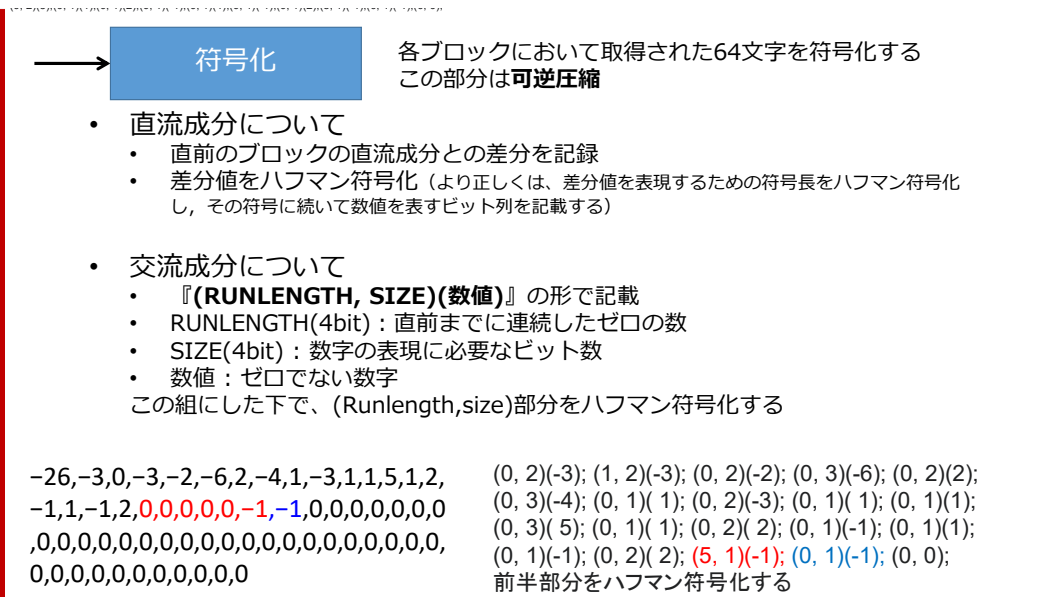 符号化
各ブロックにおいて取得された64文字を符号化する
この部分は可逆圧縮
• 直流成分について
• 直前のブロックの直流成分との差分を記録
• 差分値をハフマン符号化（より正しくは、差分値を表現するための符号長をハフマン符号化
し，その符号に続いて数値を表すビット列を記載する）
• 交流成分について
• 『(RUNLENGTH, SIZE)(数値)』の形で記載
• RUNLENGTH(4bit)：直前までに連続したゼロの数
• SIZE(4bit)：数字の表現に必要なビット数
• 数値：ゼロでない数字
この組にした下で、(Runlength,size)部分をハフマン符号化する
−26,−3,0,−3,−2,−6,2,−4,1,−3,1,1,5,1,2,
−1,1,−1,2,0,0,0,0,0,−1,−1,0,0,0,0,0,0,0
,0,0,0,0,0,0,0,0,0,0,0,0,0,0,0,0,0,0,0,0,
0,0,0,0,0,0,0,0,0,0,0
(0, 2)(-3); (1, 2)(-3); (0, 2)(-2); (0, 3)(-6); (0, 2)(2);
(0, 3)(-4); (0, 1)( 1); (0, 2)(-3); (0, 1)( 1); (0, 1)(1);
(0, 3)( 5); (0, 1)( 1); (0, 2)( 2); (0, 1)(-1); (0, 1)(1);
(0, 1)(-1); (0, 2)( 2); (5, 1)(-1); (0, 1)(-1); (0, 0);
前半部分をハフマン符号化する